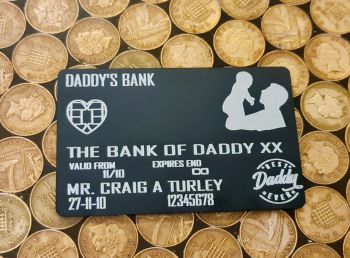 DADDY'S BANK
THE BANK OF DADDY XX
VALID FROM EXPIRES END
11/10 ∞
MR. CRAIG A TURLEY
27-11-10 12345678
BEST
Daddy
EVER